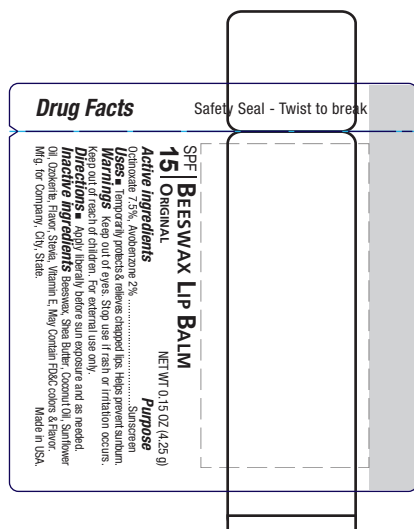 Drug Facts
Safety Seal - Twist to break
SPF 15 BEESWAX LIP BALM
ORIGINAL NET WT 0.15 OZ (4.25 g)
Active ingredients Purpose
Octinoxate 7.5%, Avobenzone 2%..............................Sunscreen
Uses ■ Temporarily protects & relieves chapped lips. Helps prevent sunburn.
Warnings Keep out of eyes. Stop use if rash or irritation occurs.
Keep out of reach of children. For external use only.
Directions ■ Apply liberally before sun exposure and as needed.
Inactive ingredients Beeswax, Shea Butter, Coconut Oil, Sunflower
Oil, Ozokerite, Flavor, Stevia, Vitamin E, May Contain FD&C colors & Flavor.
Mfg. for Company, City, State. Made in USA.